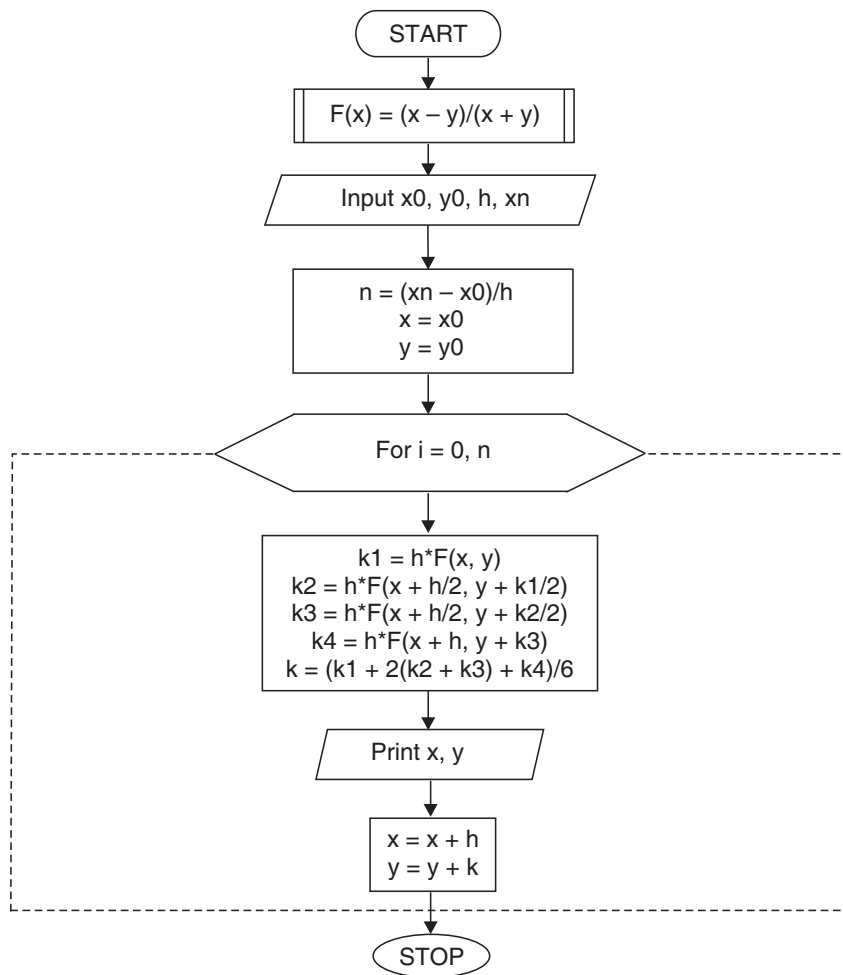 START
F(x) = (x – y)/(x + y)
Input x0, y0, h, xn
n = (xn – x0)/h
x = x0
y = y0
For i = 0, n
k1 = h*F(x, y)
k2 = h*F(x + h/2, y + k1/2)
k3 = h*F(x + h/2, y + k2/2)
k4 = h*F(x + h, y + k3)
k = (k1 + 2(k2 + k3) + k4)/6
Print x, y
x = x + h
y = y + k
STOP